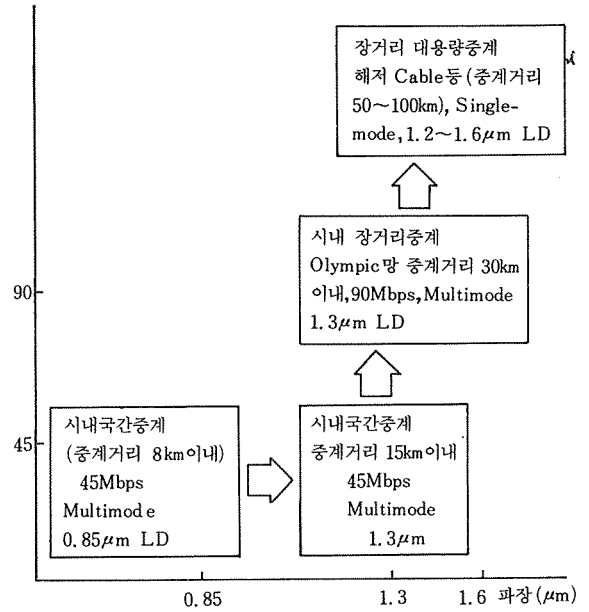 장거리 대용량중계
해저 Cable등(중계거리
50~100km), Single-
mode, 1.2~1.6μm LD
시내 장거리중계
Olympic망 중계거리 30km
이내, 90Mbps, Multimode
1.3μm LD
90
시내국간중계
(중계거리 8km이내)
45Mbps
Multimode
0.85μm LD
시내국간중계
중계거리 15km이내
45Mbps
Multimode
1.3μm
45
0.85
1.3
1.6
파장(μm)